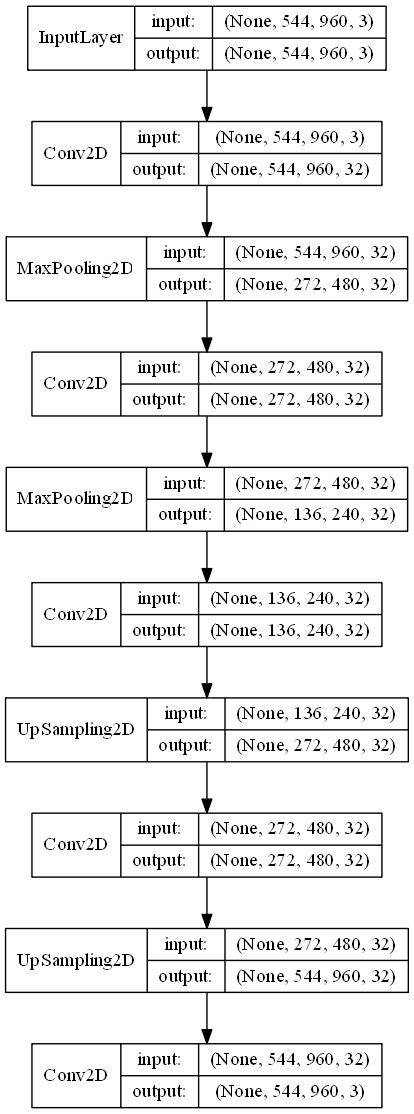 InputLayer input: (None, 544, 960, 3)
output: (None, 544, 960, 3)
Conv2D input: (None, 544, 960, 3)
output: (None, 544, 960, 32)
MaxPooling2D input: (None, 544, 960, 32)
output: (None, 272, 480, 32)
Conv2D input: (None, 272, 480, 32)
output: (None, 272, 480, 32)
MaxPooling2D input: (None, 272, 480, 32)
output: (None, 136, 240, 32)
Conv2D input: (None, 136, 240, 32)
output: (None, 136, 240, 32)
UpSampling2D input: (None, 136, 240, 32)
output: (None, 272, 480, 32)
Conv2D input: (None, 272, 480, 32)
output: (None, 272, 480, 32)
UpSampling2D input: (None, 272, 480, 32)
output: (None, 544, 960, 32)
Conv2D input: (None, 544, 960, 32)
output: (None, 544, 960, 3)